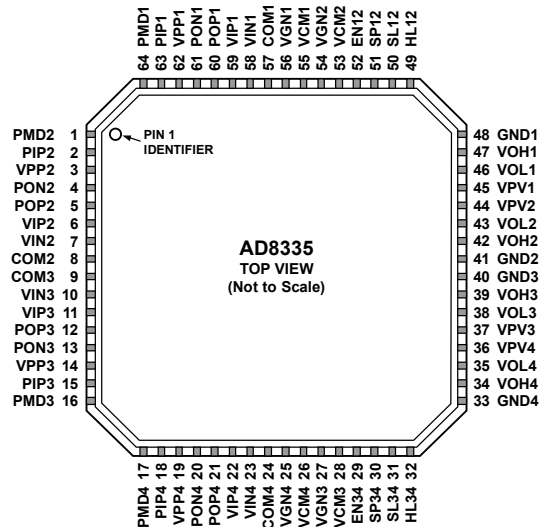 64 PMD1
63 PIP1
62 VPP1
61 PON1
60 POP1
59 VIP1
58 VIN1
57 COM1
56 VGN1
55 VCM1
54 VGN2
53 VCM2
52 EN12
51 SP12
50 SL12
49 HL12
PMD2 1
PIP2 2
VPP2 3
PON2 4
POP2 5
VIP2 6
VIN2 7
COM2 8
COM3 9
VIN3 10
VIP3 11
POP3 12
PON3 13
VPP3 14
PIP3 15
PMD3 16
PIN 1
IDENTIFIER
AD8335
TOP VIEW
(Not to Scale)
48 GND1
47 VOH1
46 VOL1
45 VPV1
44 VPV2
43 VOL2
42 VOH2
41 GND2
40 GND3
39 VOH3
38 VOL3
37 VPV3
36 VPV4
35 VOL4
34 VOH4
33 GND4
PMD4 17
PIP4 18
VPP4 19
PON4 20
POP4 21
VIP4 22
VIN4 23
COM4 24
VGN4 25
VCM4 26
VGN3 27
VCM3 28
EN34 29
SP34 30
SL34 31
HL34 32